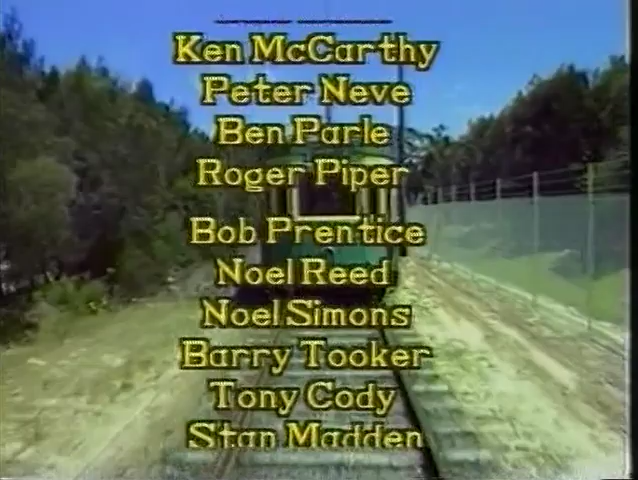 Ken McCarthy
Peter Neve
Ben Parle
Roger Piper
Bob Prentice
Noel Reed
Noel Simons
Barry Tooker
Tony Cody
Stan Madden